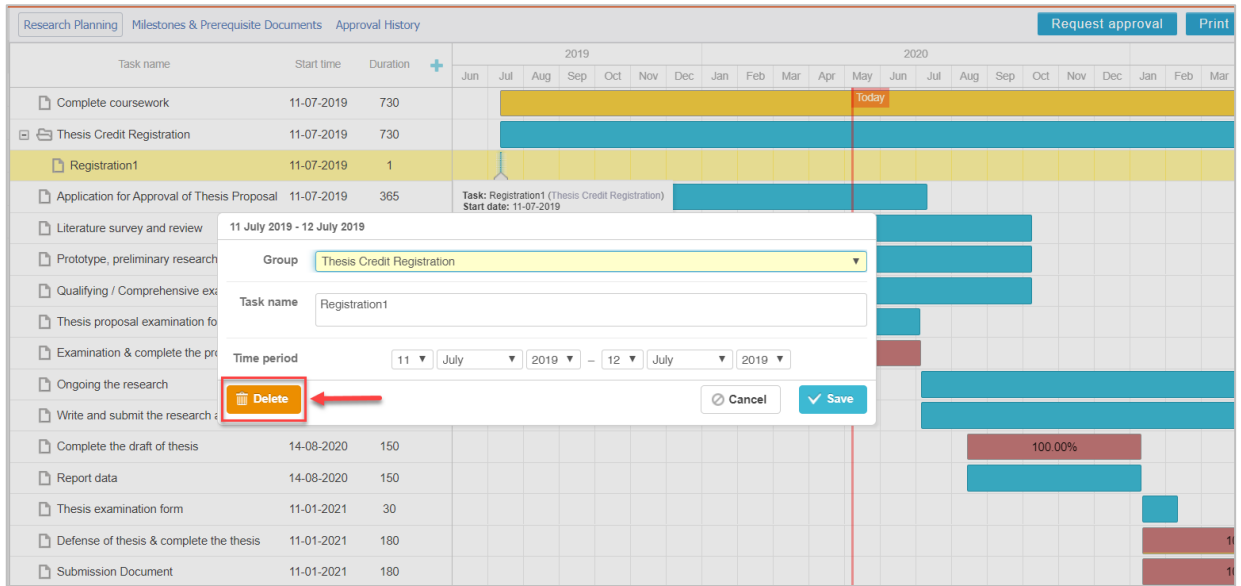 Research Planning Milestones & Prerequisite Documents Approval History Request approval Print
Task name Start time Duration 2019 2020
Jun Jul Aug Sep Oct Nov Dec Jan Feb Mar Apr May Jun Jul Aug Sep Oct Nov Dec Jan Feb Mar
Complete coursework 11-07-2019 730 Today
Thesis Credit Registration 11-07-2019 730
Registration1 11-07-2019 1
Application for Approval of Thesis Proposal 11-07-2019 365 Task: Registration1 (Thesis Credit Registration)
Start date: 11-07-2019
Literature survey and review 11 July 2019 - 12 July 2019
Prototype, preliminary research Group Thesis Credit Registration
Qualifying / Comprehensive exa Task name Registration1
Thesis proposal examination fo
Examination & complete the pro Time period 11 July 2019 – 12 July 2019
Ongoing the research Delete Cancel Save
Write and submit the research a
Complete the draft of thesis 14-08-2020 150 100.00%
Report data 14-08-2020 150
Thesis examination form 11-01-2021 30
Defense of thesis & complete the thesis 11-01-2021 180 10
Submission Document 11-01-2021 180 10